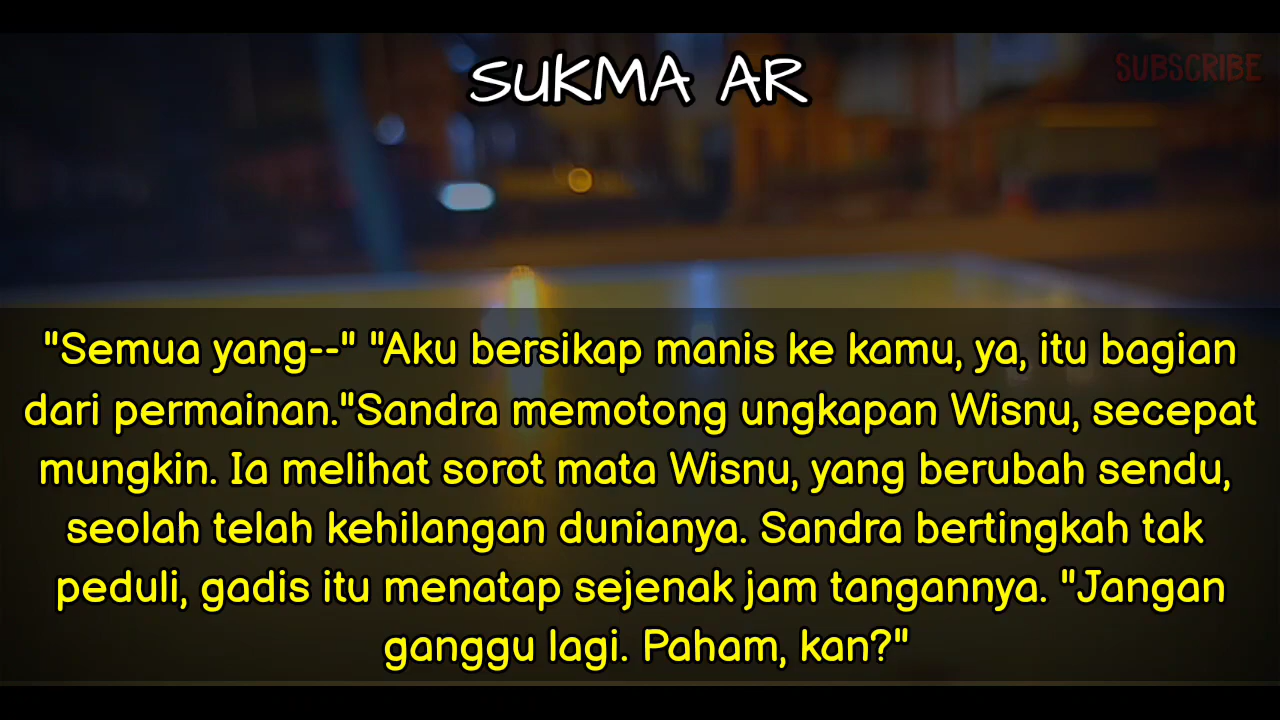 SUKMA AR
SUBSCRIBE
"Semua yang--" "Aku bersikap manis ke kamu, ya, itu bagian
dari permainan."Sandra memotong ungkapan Wisnu, secepat
mungkin. Ia melihat sorot mata Wisnu, yang berubah sendu,
seolah telah kehilangan dunianya. Sandra bertingkah tak
peduli, gadis itu menatap sejenak jam tangannya. "Jangan
ganggu lagi. Paham, kan?"